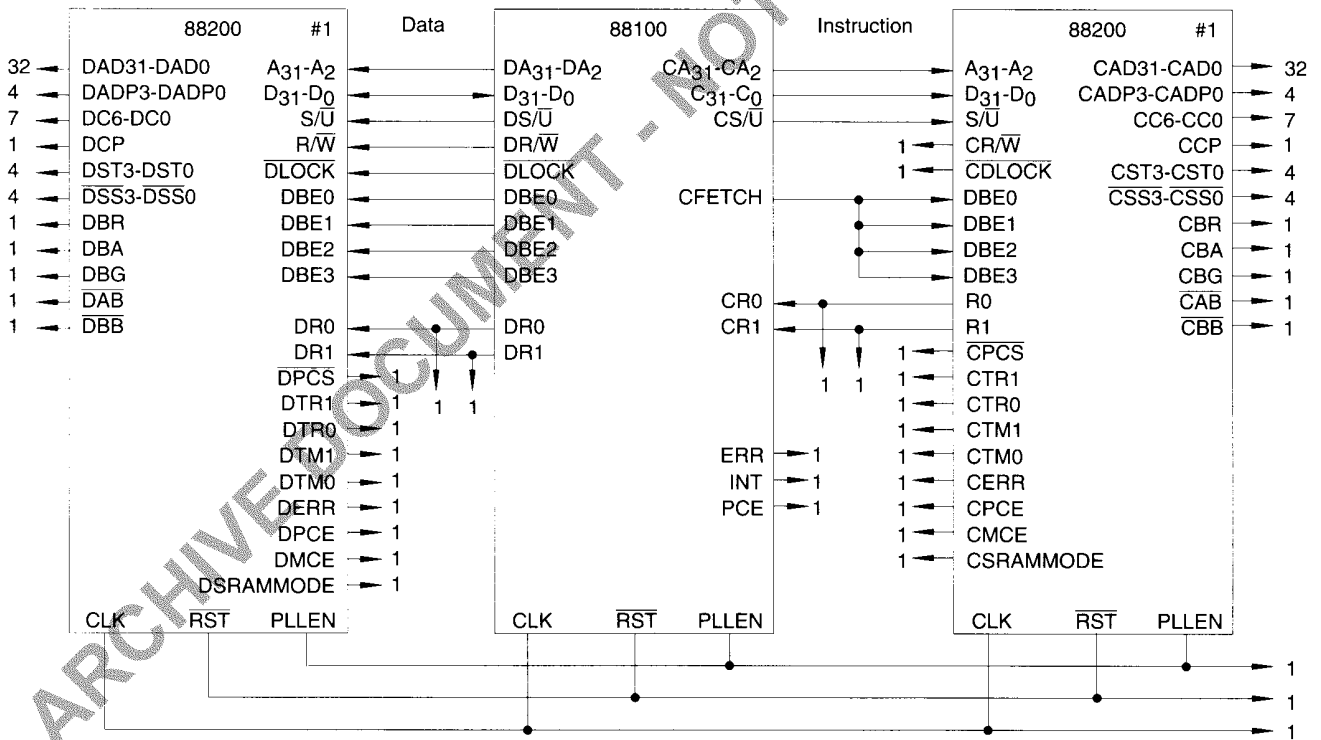 88200 #1 Data 88100 Instruction 88200 #1
32 DAD31-DAD0 A31-A2 DA31-DA2 CA31-CA2 A31-A2 CAD31-CAD0 32
4 DADP3-DADP0 D31-D0 D31-D0 C31-C0 D31-D0 CADP3-CADP0 4
7 DC6-DC0 S/U̅ DS/U̅ CS/U̅ S/U̅ CC6-CC0 7
1 DCP R/W̅ DR/W̅ 1 CR/W̅ CCP 1
4 DST3-DST0 DLOCK DLOCK 1 CDLOCK CST3-CST0 4
4 DSS3-DSS0 DBE0 DBE0 CFETCH DBE0 CSS3-CSS0 4
1 DBR DBE1 DBE1 DBE1 CBR 1
1 DBA DBE2 DBE2 DBE2 CBA 1
1 DBG DBE3 DBE3 DBE3 CBG 1
1 DAB CR0 R0 CAB 1
1 DBB DR0 DR0 CR1 R1 CBB 1
DR1 DR1 1 CPCS
DPCS 1 1 1 1 1 1 CTR1
DTR1 1 1 CTR0
DTR0 1 1 CTM1
DTM1 1 ERR 1 1 CTM0
DTM0 1 INT 1 1 CERR
DERR 1 PCE 1 1 CPCE
DPCE 1 1 CMCE
DMCE 1 1 CSRAMMODE
DSRAMMODE 1
CLK RST PLLEN CLK RST PLLEN CLK RST PLLEN
1
1
1
ARCHIVE DOCUMENT - NOT